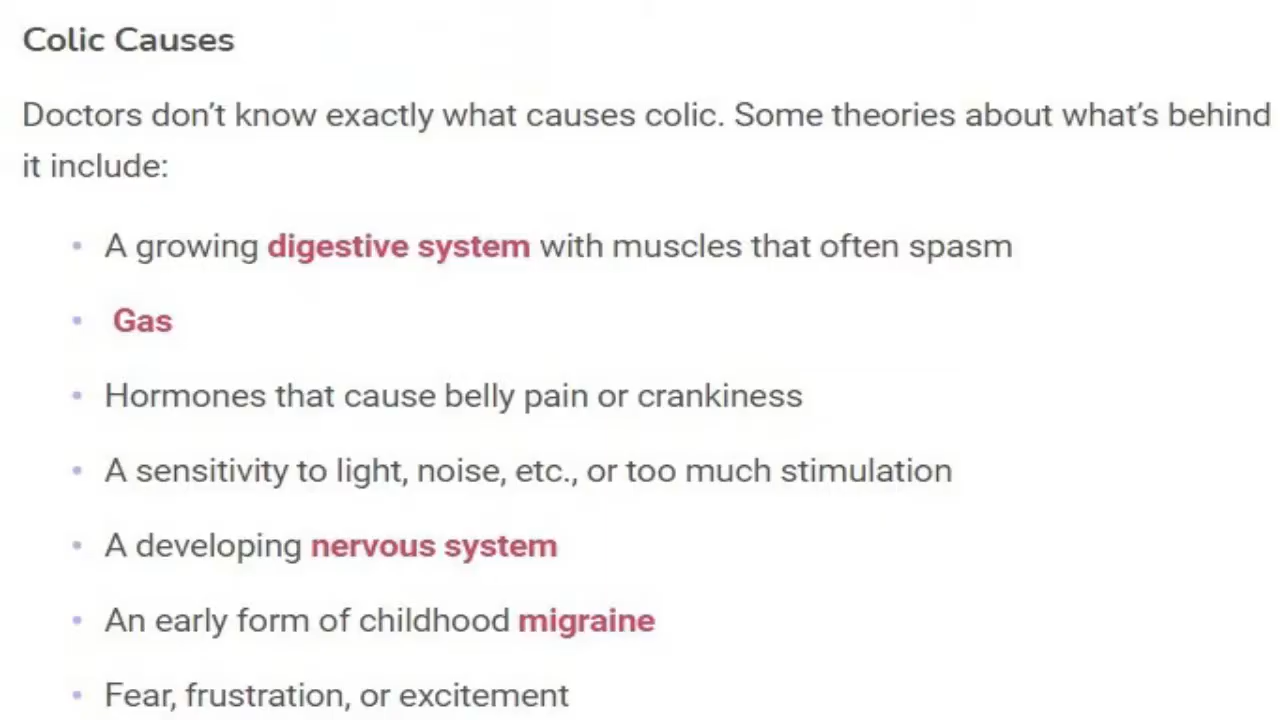 Colic Causes
Doctors don’t know exactly what causes colic. Some theories about what’s behind
it include:
• A growing digestive system with muscles that often spasm
• Gas
• Hormones that cause belly pain or crankiness
• A sensitivity to light, noise, etc., or too much stimulation
• A developing nervous system
• An early form of childhood migraine
• Fear, frustration, or excitement